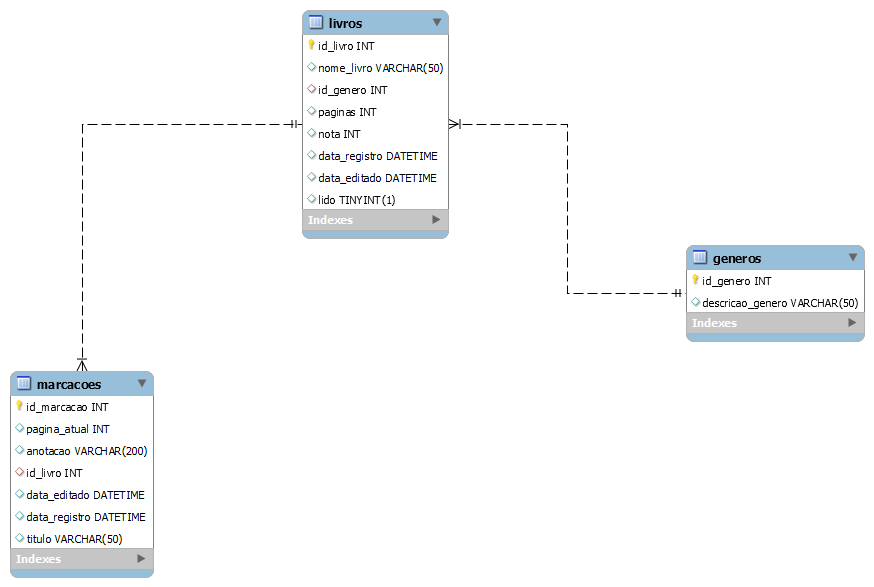 livros
id_livro INT
nome_livro VARCHAR(50)
id_genero INT
paginas INT
nota INT
data_registro DATETIME
data_editado DATETIME
lido TINYINT(1)
Indexes
generos
id_genero INT
descricao_genero VARCHAR(50)
Indexes
marcacoes
id_marcacao INT
pagina_atual INT
anotacao VARCHAR(200)
id_livro INT
data_editado DATETIME
data_registro DATETIME
titulo VARCHAR(50)
Indexes